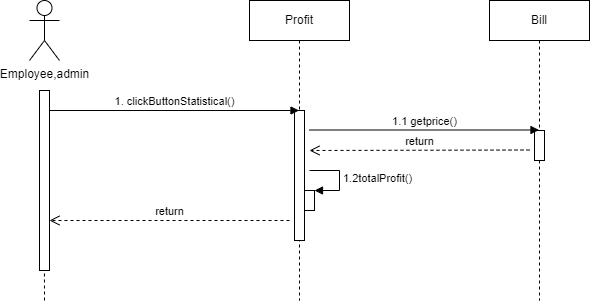 Profit
Bill
Employee,admin
1. clickButtonStatistical()
1.1 getprice()
return
1.2totalProfit()
return